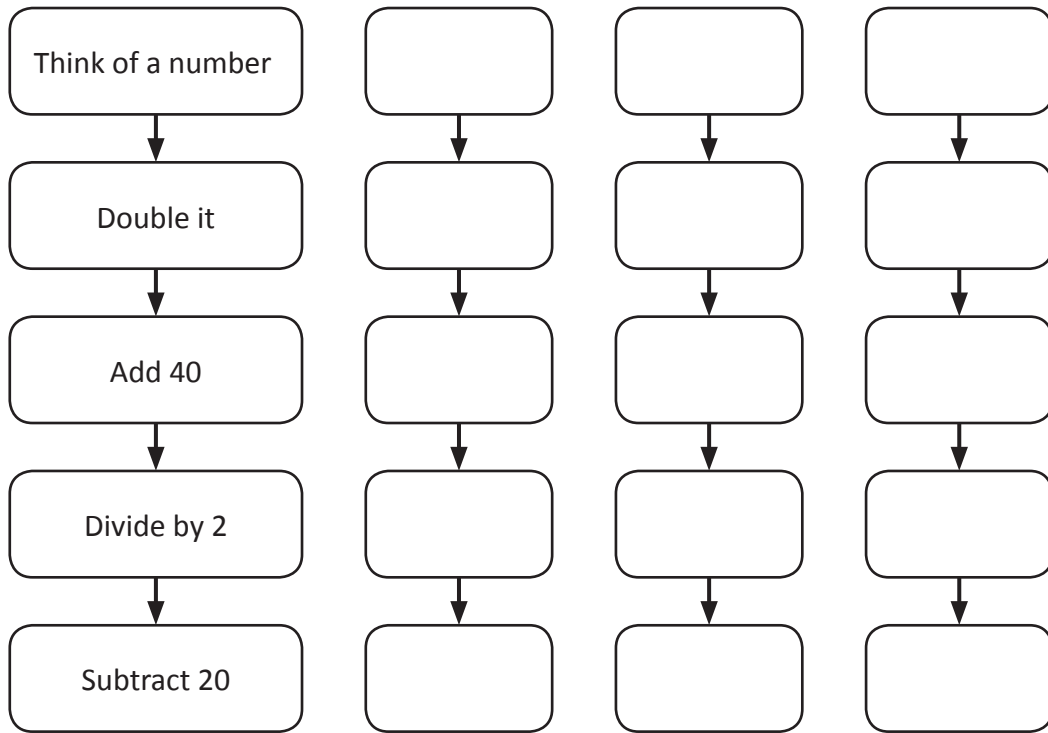 Think of a number
Double it
Add 40
Divide by 2
Subtract 20